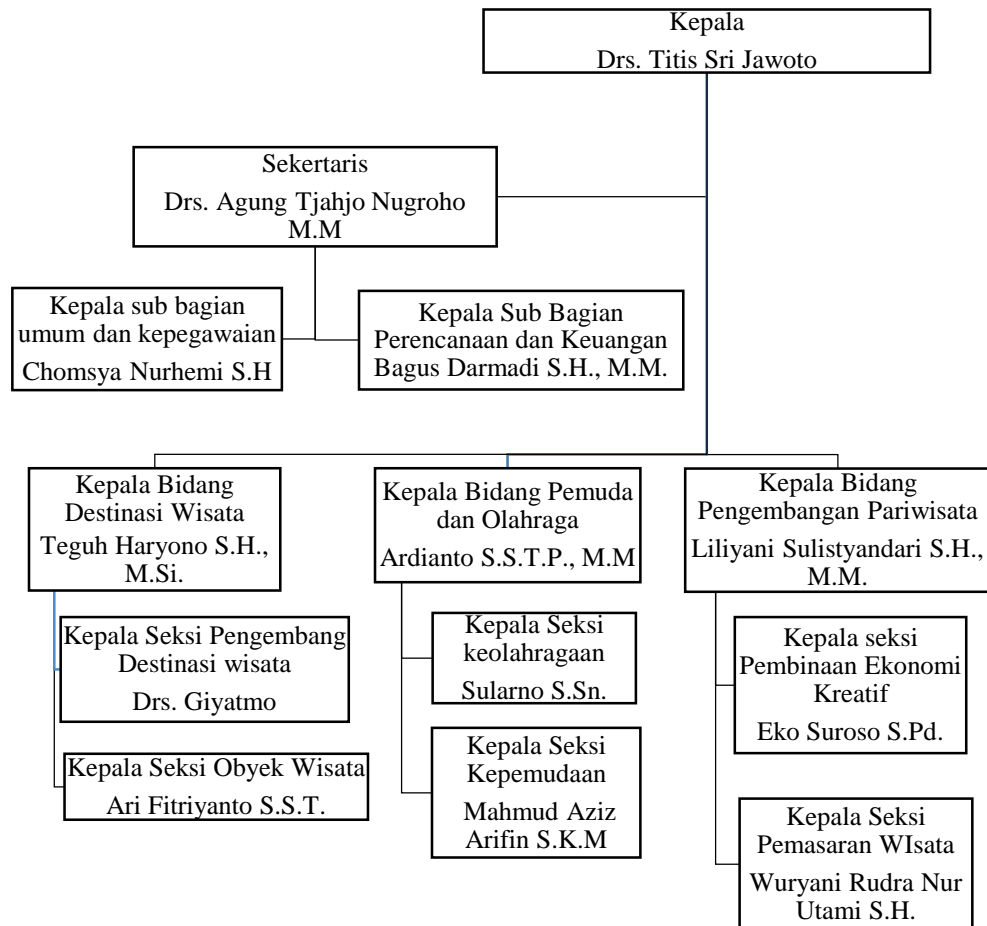 Kepala
Drs. Titis Sri Jawoto
Sekertaris
Drs. Agung Tjahjo Nugroho
M.M
Kepala sub bagian
umum dan kepegawaian
Chomsya Nurhemi S.H
Kepala Sub Bagian
Perencanaan dan Keuangan
Bagus Darmadi S.H., M.M.
Kepala Bidang
Destinasi Wisata
Teguh Haryono S.H.,
M.Si.
Kepala Seksi Pengembang
Destinasi wisata
Drs. Giyatmo
Kepala Seksi Obyek Wisata
Ari Fitriyanto S.S.T.
Kepala Bidang Pemuda
dan Olahraga
Ardianto S.S.T.P., M.M
Kepala Seksi
keolahragaan
Sularno S.Sn.
Kepala Seksi
Kepemudaan
Mahmud Aziz
Arifin S.K.M
Kepala Bidang
Pengembangan Pariwisata
Liliyani Sulistyandari S.H.,
M.M.
Kepala seksi
Pembinaan Ekonomi
Kreatif
Eko Suroso S.Pd.
Kepala Seksi
Pemasaran WIsata
Wuryani Rudra Nur
Utami S.H.